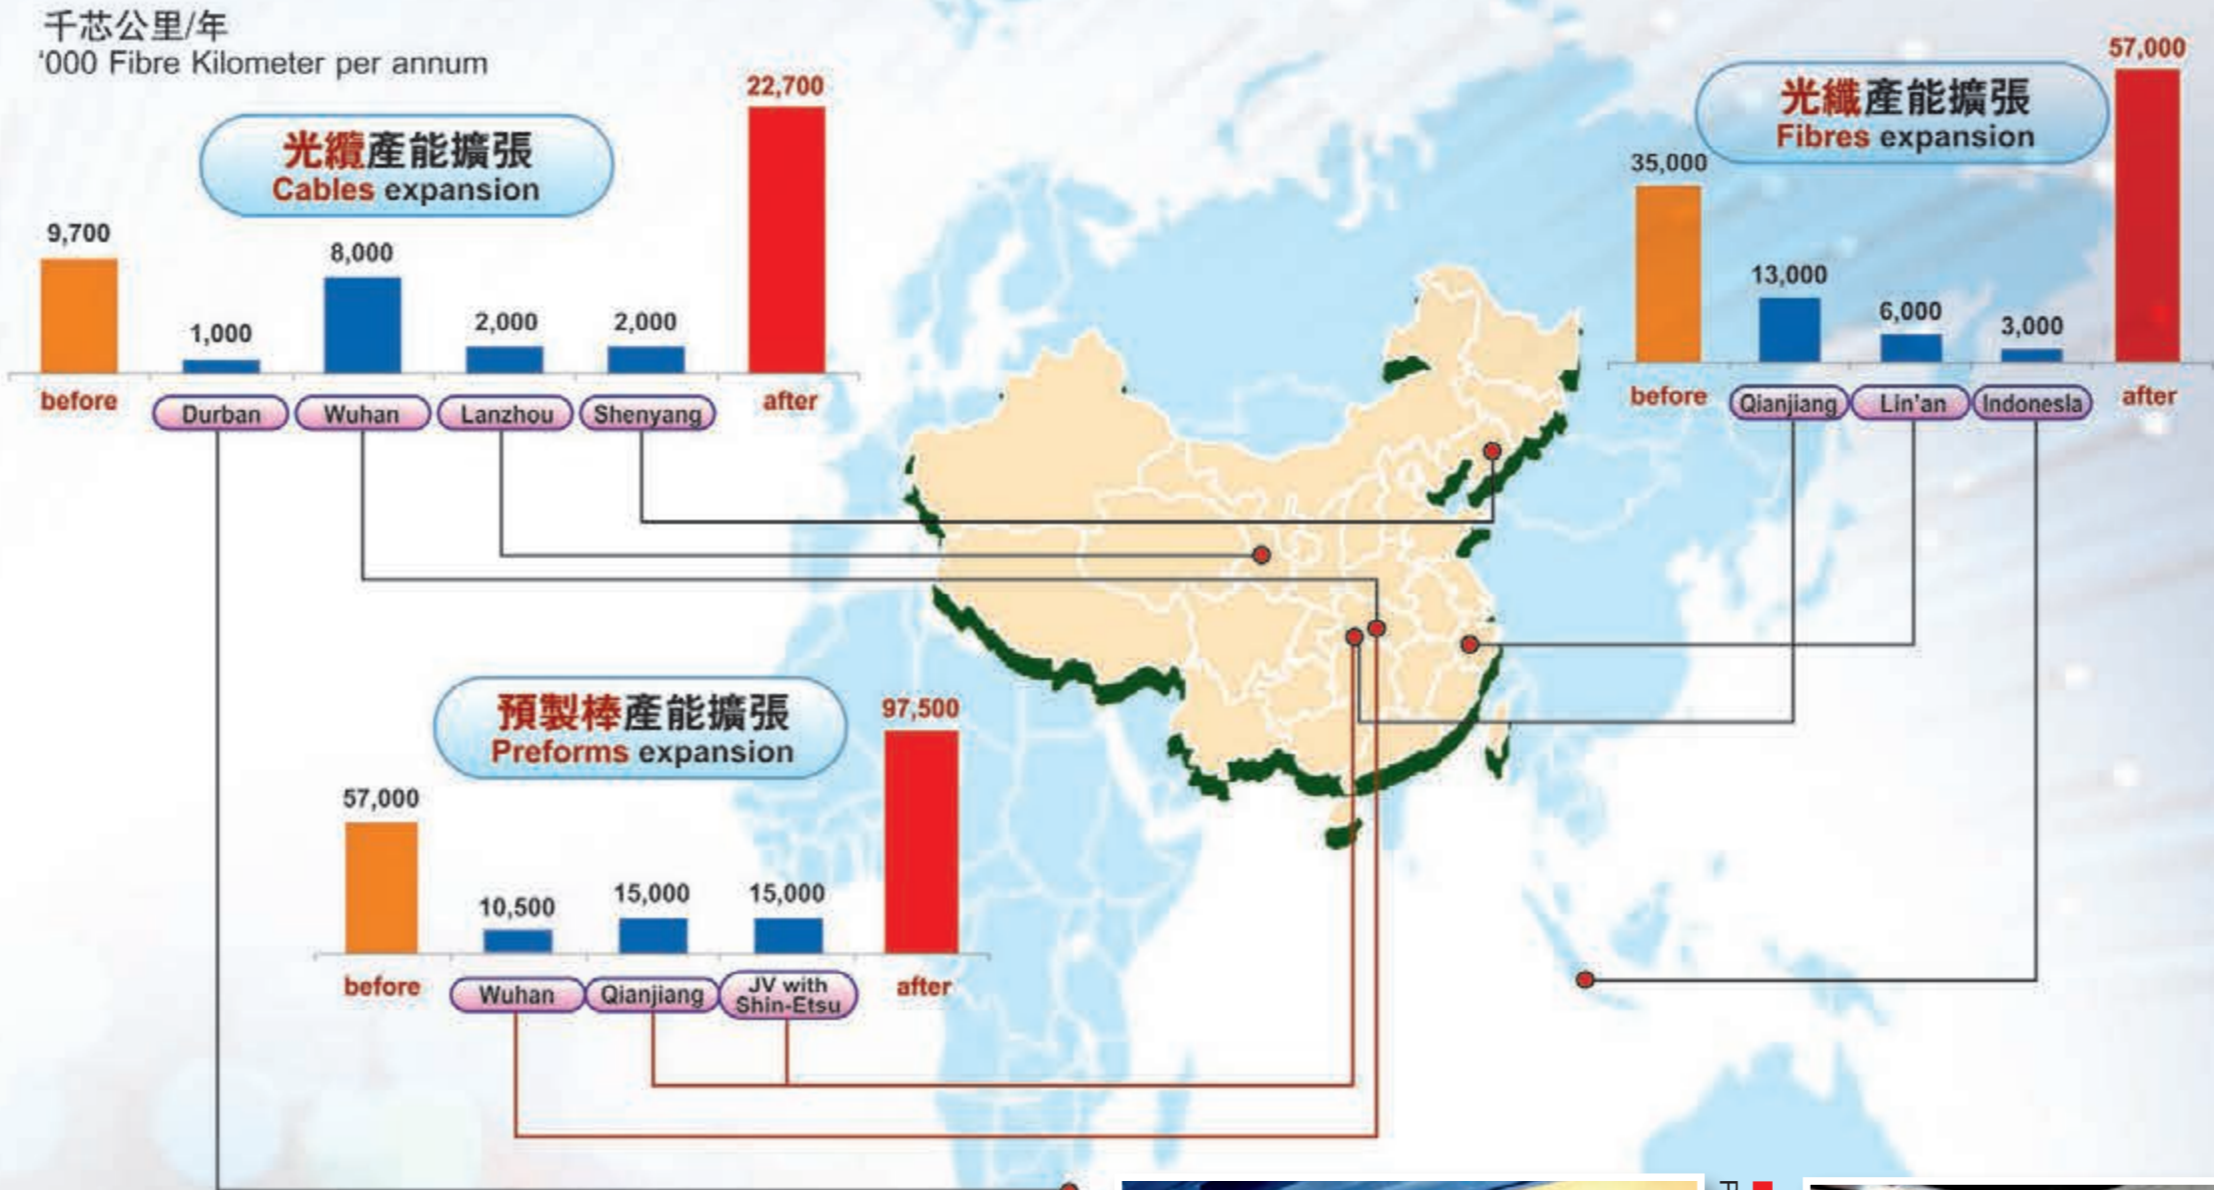 千芯公里/年
'000 Fibre Kilometer per annum
光纜產能擴張
Cables expansion
9,700
1,000
8,000
2,000
2,000
22,700
before
Durban
Wuhan
Lanzhou
Shenyang
after
光纖產能擴張
Fibres expansion
35,000
13,000
6,000
3,000
57,000
before
Qianjiang
Lin'an
Indonesla
after
預製棒產能擴張
Preforms expansion
57,000
10,500
15,000
15,000
97,500
before
Wuhan
Qianjiang
JV with
Shin-Etsu
after